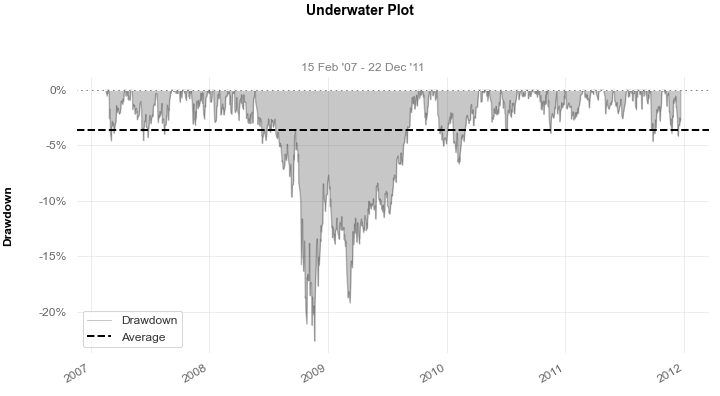 Underwater Plot
15 Feb '07 - 22 Dec '11
0%
-5%
-10%
-15%
-20%
Drawdown
Drawdown
Average
2007
2008
2009
2010
2011
2012